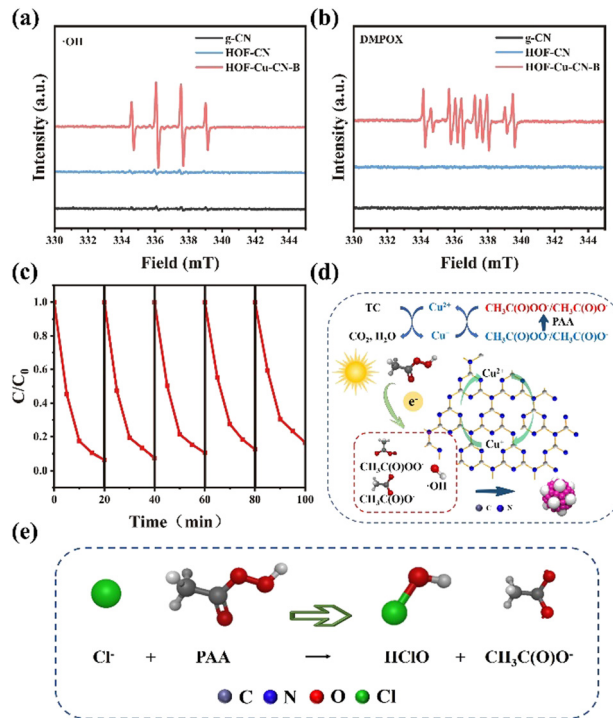 (a)
·OH
g-CN
HOF-CN
HOF-Cu-CN-B
Intensity (a.u.)
330 332 334 336 338 340 342 344
Field (mT)
(b)
DMPOX
g-CN
HOF-CN
HOF-Cu-CN-B
Intensity (a.u.)
330 332 334 336 338 340 342 344
Field (mT)
(c)
C/C0
1.0
0.8
0.6
0.4
0.2
0.0
0 20 40 60 80 100
Time (min)
(d)
TC Cu2+ CH3C(O)OO·/CH3C(O)O·
PAA
CO2, H2O Cu+ CH3C(O)OO-/CH3C(O)O-
Cu2+
e-
Cu+
CH3C(O)OO·
·OH
CH3C(O)O·
C N
(e)
Cl- + PAA → HClO + CH3C(O)O-
C N O Cl